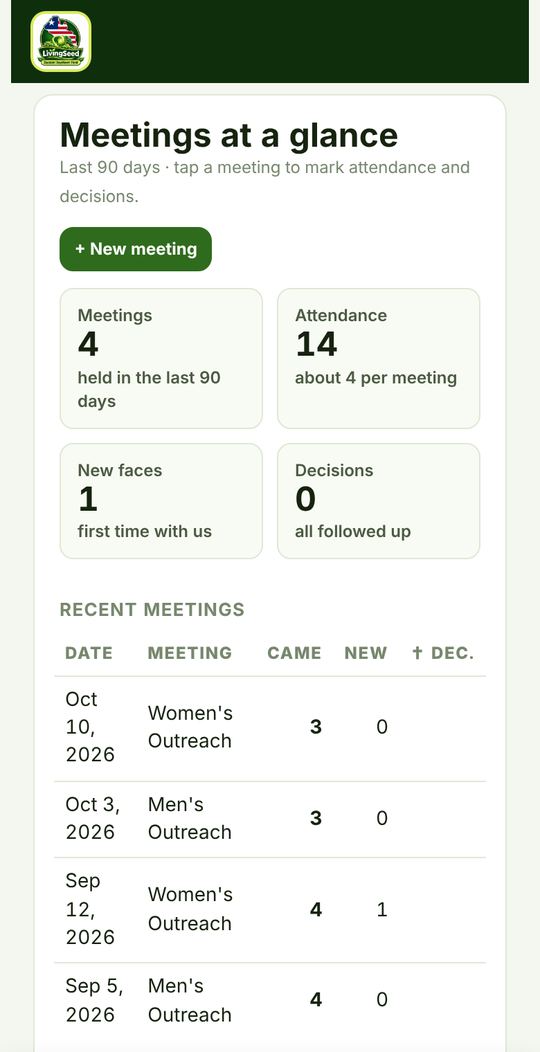 LivingSeed
Meetings at a glance
Last 90 days · tap a meeting to mark attendance and
decisions.
+ New meeting
Meetings
4
held in the last 90
days
Attendance
14
about 4 per meeting
New faces
1
first time with us
Decisions
0
all followed up
RECENT MEETINGS
DATE MEETING CAME NEW ✝ DEC.
Oct 10, 2026 Women's Outreach 3 0
Oct 3, 2026 Men's Outreach 3 0
Sep 12, 2026 Women's Outreach 4 1
Sep 5, 2026 Men's Outreach 4 0